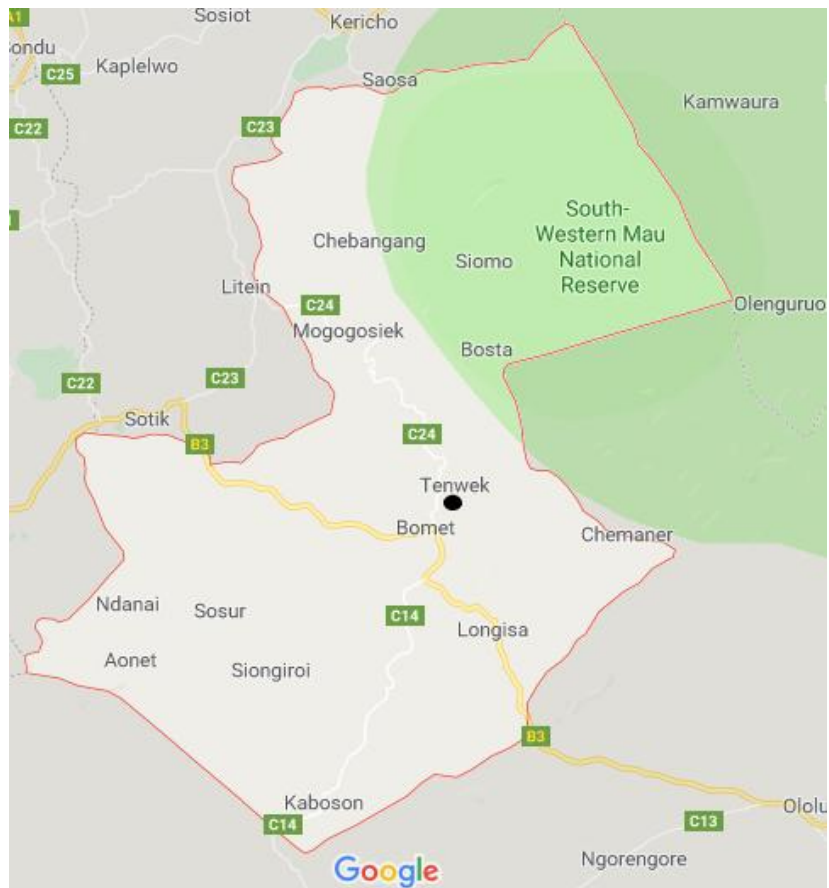 A1
Sosiot
Kericho
ondu
Kaplelwo
C25
Saosa
Kamwaura
C22
C23
South-
Western Mau
National
Reserve
Chebangang
Siomo
Litein
C24
Olenguruo
Mogogosiek
Bosta
C22
C23
Sotik
B3
C24
Tenwek
Bomet
Chemaner
Ndanai
Sosur
C14
Longisa
Aonet
Siongiroi
B3
Kaboson
C14
C13
Ololu
Google
Ngorengore